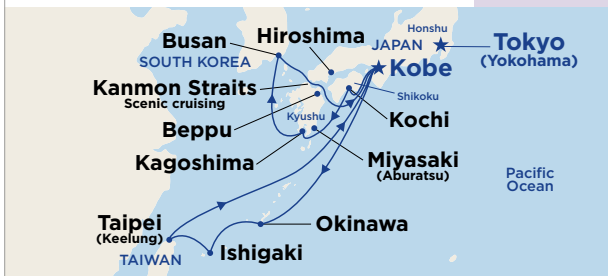 Honshu
Busan
Hiroshima
JAPAN
Tokyo
(Yokohama)
SOUTH KOREA
Kobe
Kanmon Straits
Scenic cruising
Shikoku
Beppu
Kyushu
Kochi
Kagoshima
Miyasaki
(Aburatsu)
Pacific
Ocean
Taipei
(Keelung)
Okinawa
TAIWAN
Ishigaki